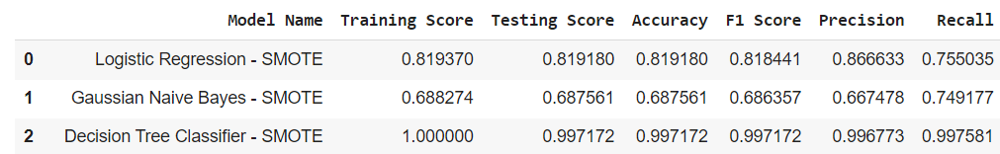 Model Name Training Score Testing Score Accuracy F1 Score Precision Recall
0 Logistic Regression - SMOTE 0.819370 0.819180 0.819180 0.818441 0.866633 0.755035
1 Gaussian Naive Bayes - SMOTE 0.688274 0.687561 0.687561 0.686357 0.667478 0.749177
2 Decision Tree Classifier - SMOTE 1.000000 0.997172 0.997172 0.997172 0.996773 0.997581